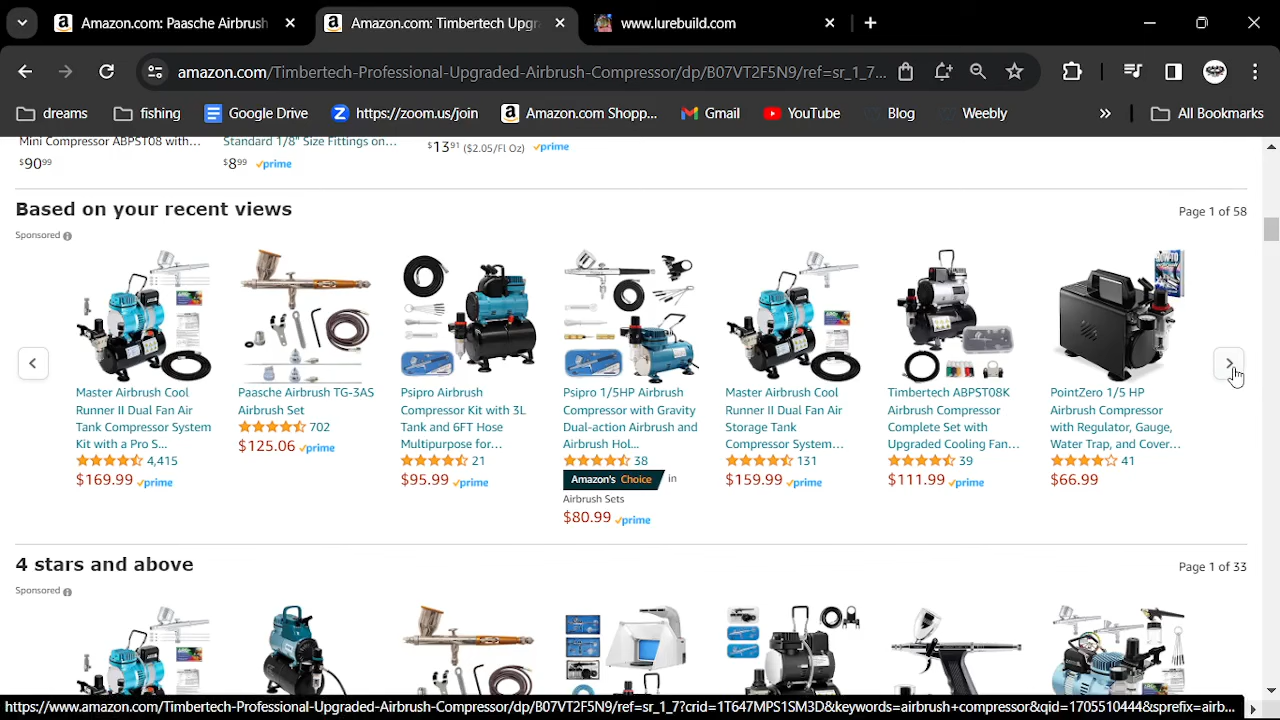 Amazon.com: Paasche Airbrush
Amazon.com: Timbertech Upgra
www.lurebuild.com
amazon.com/Timbertech-Professional-Upgraded-Airbrush-Compressor/dp/B07VT2F5N9/ref=sr_1_7...
dreams
fishing
Google Drive
https://zoom.us/join
Amazon.com Shopp...
Gmail
YouTube
Blog
Weebly
All Bookmarks
Mini Compressor ABPST08 with...
$90.99
Standard 1/8" Size Fittings on...
$8.99 prime
$13.91 ($2.05/Fl Oz) prime
Based on your recent views
Page 1 of 58
Sponsored
Master Airbrush Cool
Runner II Dual Fan Air
Tank Compressor System
Kit with a Pro S...
4,415
$169.99 prime
Paasche Airbrush TG-3AS
Airbrush Set
702
$125.06 prime
Psipro Airbrush
Compressor Kit with 3L
Tank and 6FT Hose
Multipurpose for...
21
$95.99 prime
Psipro 1/5HP Airbrush
Compressor with Gravity
Dual-action Airbrush and
Airbrush Hol...
38
Amazon's Choice in
Airbrush Sets
$80.99 prime
Master Airbrush Cool
Runner II Dual Fan Air
Storage Tank
Compressor System...
131
$159.99 prime
Timbertech ABPST08K
Airbrush Compressor
Complete Set with
Upgraded Cooling Fan...
39
$111.99 prime
PointZero 1/5 HP
Airbrush Compressor
with Regulator, Gauge,
Water Trap, and Cover...
41
$66.99
4 stars and above
Page 1 of 33
Sponsored
https://www.amazon.com/Timbertech-Professional-Upgraded-Airbrush-Compressor/dp/B07VT2F5N9/ref=sr_1_7?crid=1T647MPS1SM3D&keywords=airbrush+compressor&qid=1705510444&sprefix=airb...